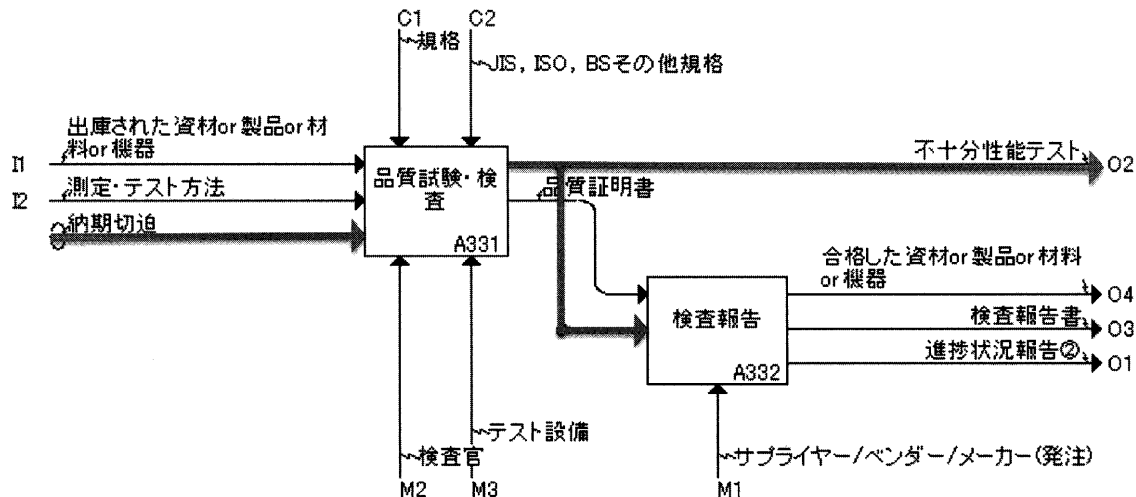 C1
C2
規格
JIS, ISO, BSその他規格
出庫された資材or製品or材
料or機器
I1
不十分性能テスト
O2
品質試験・検
査
測定・テスト方法
I2
品質証明書
納期切迫
A331
合格した資材or製品or材料
or機器
O4
検査報告
検査報告書
O3
進捗状況報告②
O1
A332
テスト設備
検査官
サプライヤー/ベンダー/メーカー(発注)
M2
M3
M1